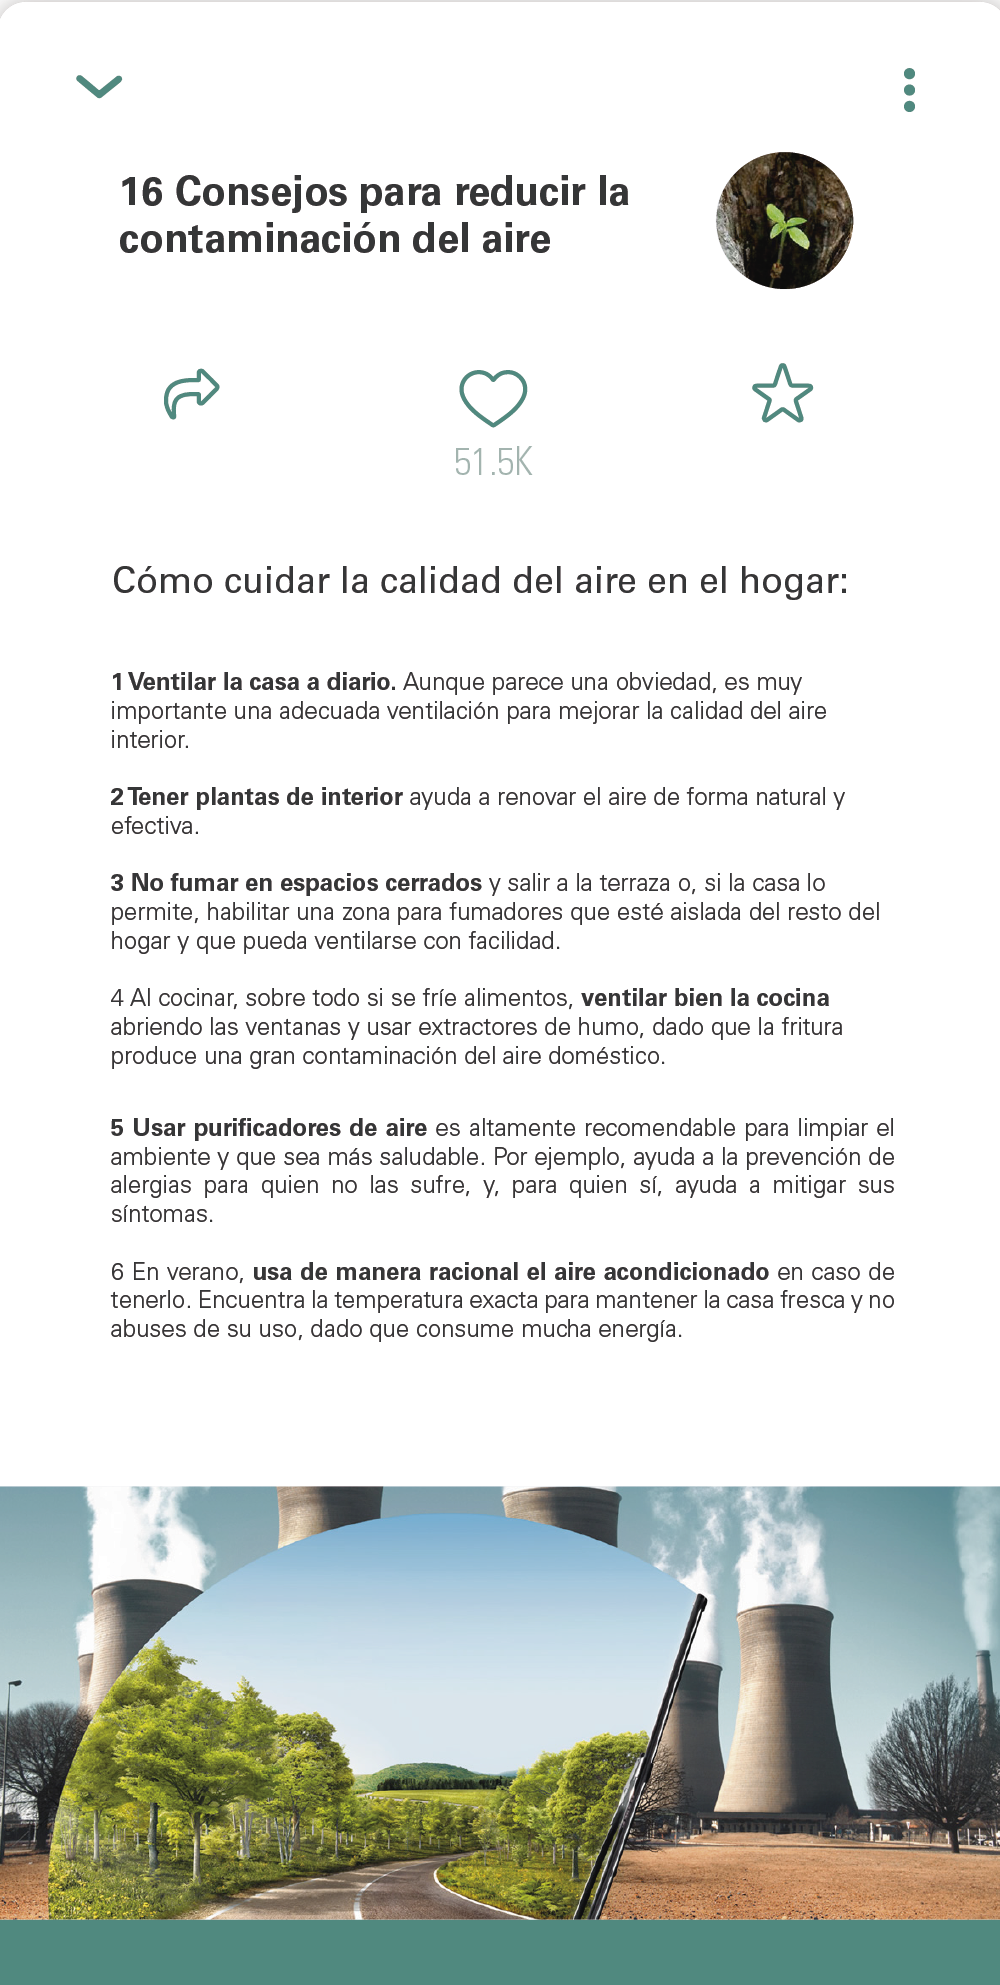 16 Consejos para reducir la
contaminación del aire
51.5K
Cómo cuidar la calidad del aire en el hogar:
1 Ventilar la casa a diario. Aunque parece una obviedad, es muy
importante una adecuada ventilación para mejorar la calidad del aire
interior.
2 Tener plantas de interior ayuda a renovar el aire de forma natural y
efectiva.
3 No fumar en espacios cerrados y salir a la terraza o, si la casa lo
permite, habilitar una zona para fumadores que esté aislada del resto del
hogar y que pueda ventilarse con facilidad.
4 Al cocinar, sobre todo si se fríe alimentos, ventilar bien la cocina
abriendo las ventanas y usar extractores de humo, dado que la fritura
produce una gran contaminación del aire doméstico.
5 Usar purificadores de aire es altamente recomendable para limpiar el
ambiente y que sea más saludable. Por ejemplo, ayuda a la prevención de
alergias para quien no las sufre, y, para quien sí, ayuda a mitigar sus
síntomas.
6 En verano, usa de manera racional el aire acondicionado en caso de
tenerlo. Encuentra la temperatura exacta para mantener la casa fresca y no
abuses de su uso, dado que consume mucha energía.